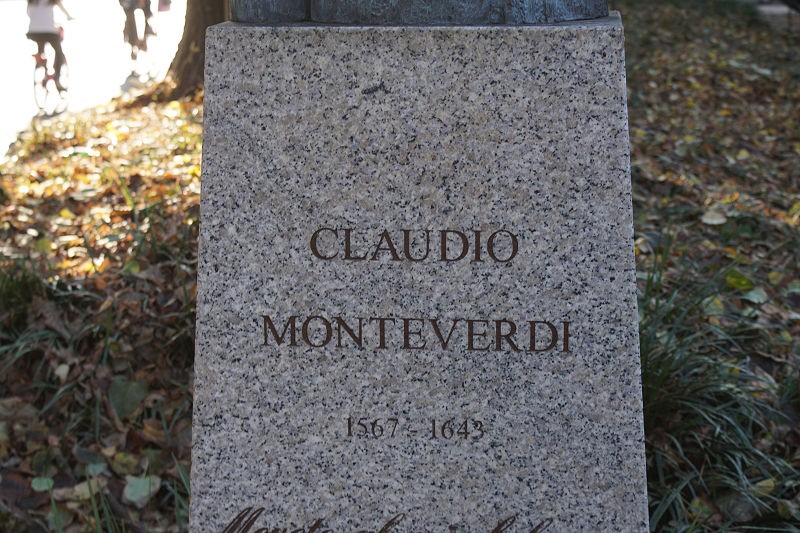 CLAUDIO
MONTEVERDI
1567 - 1643